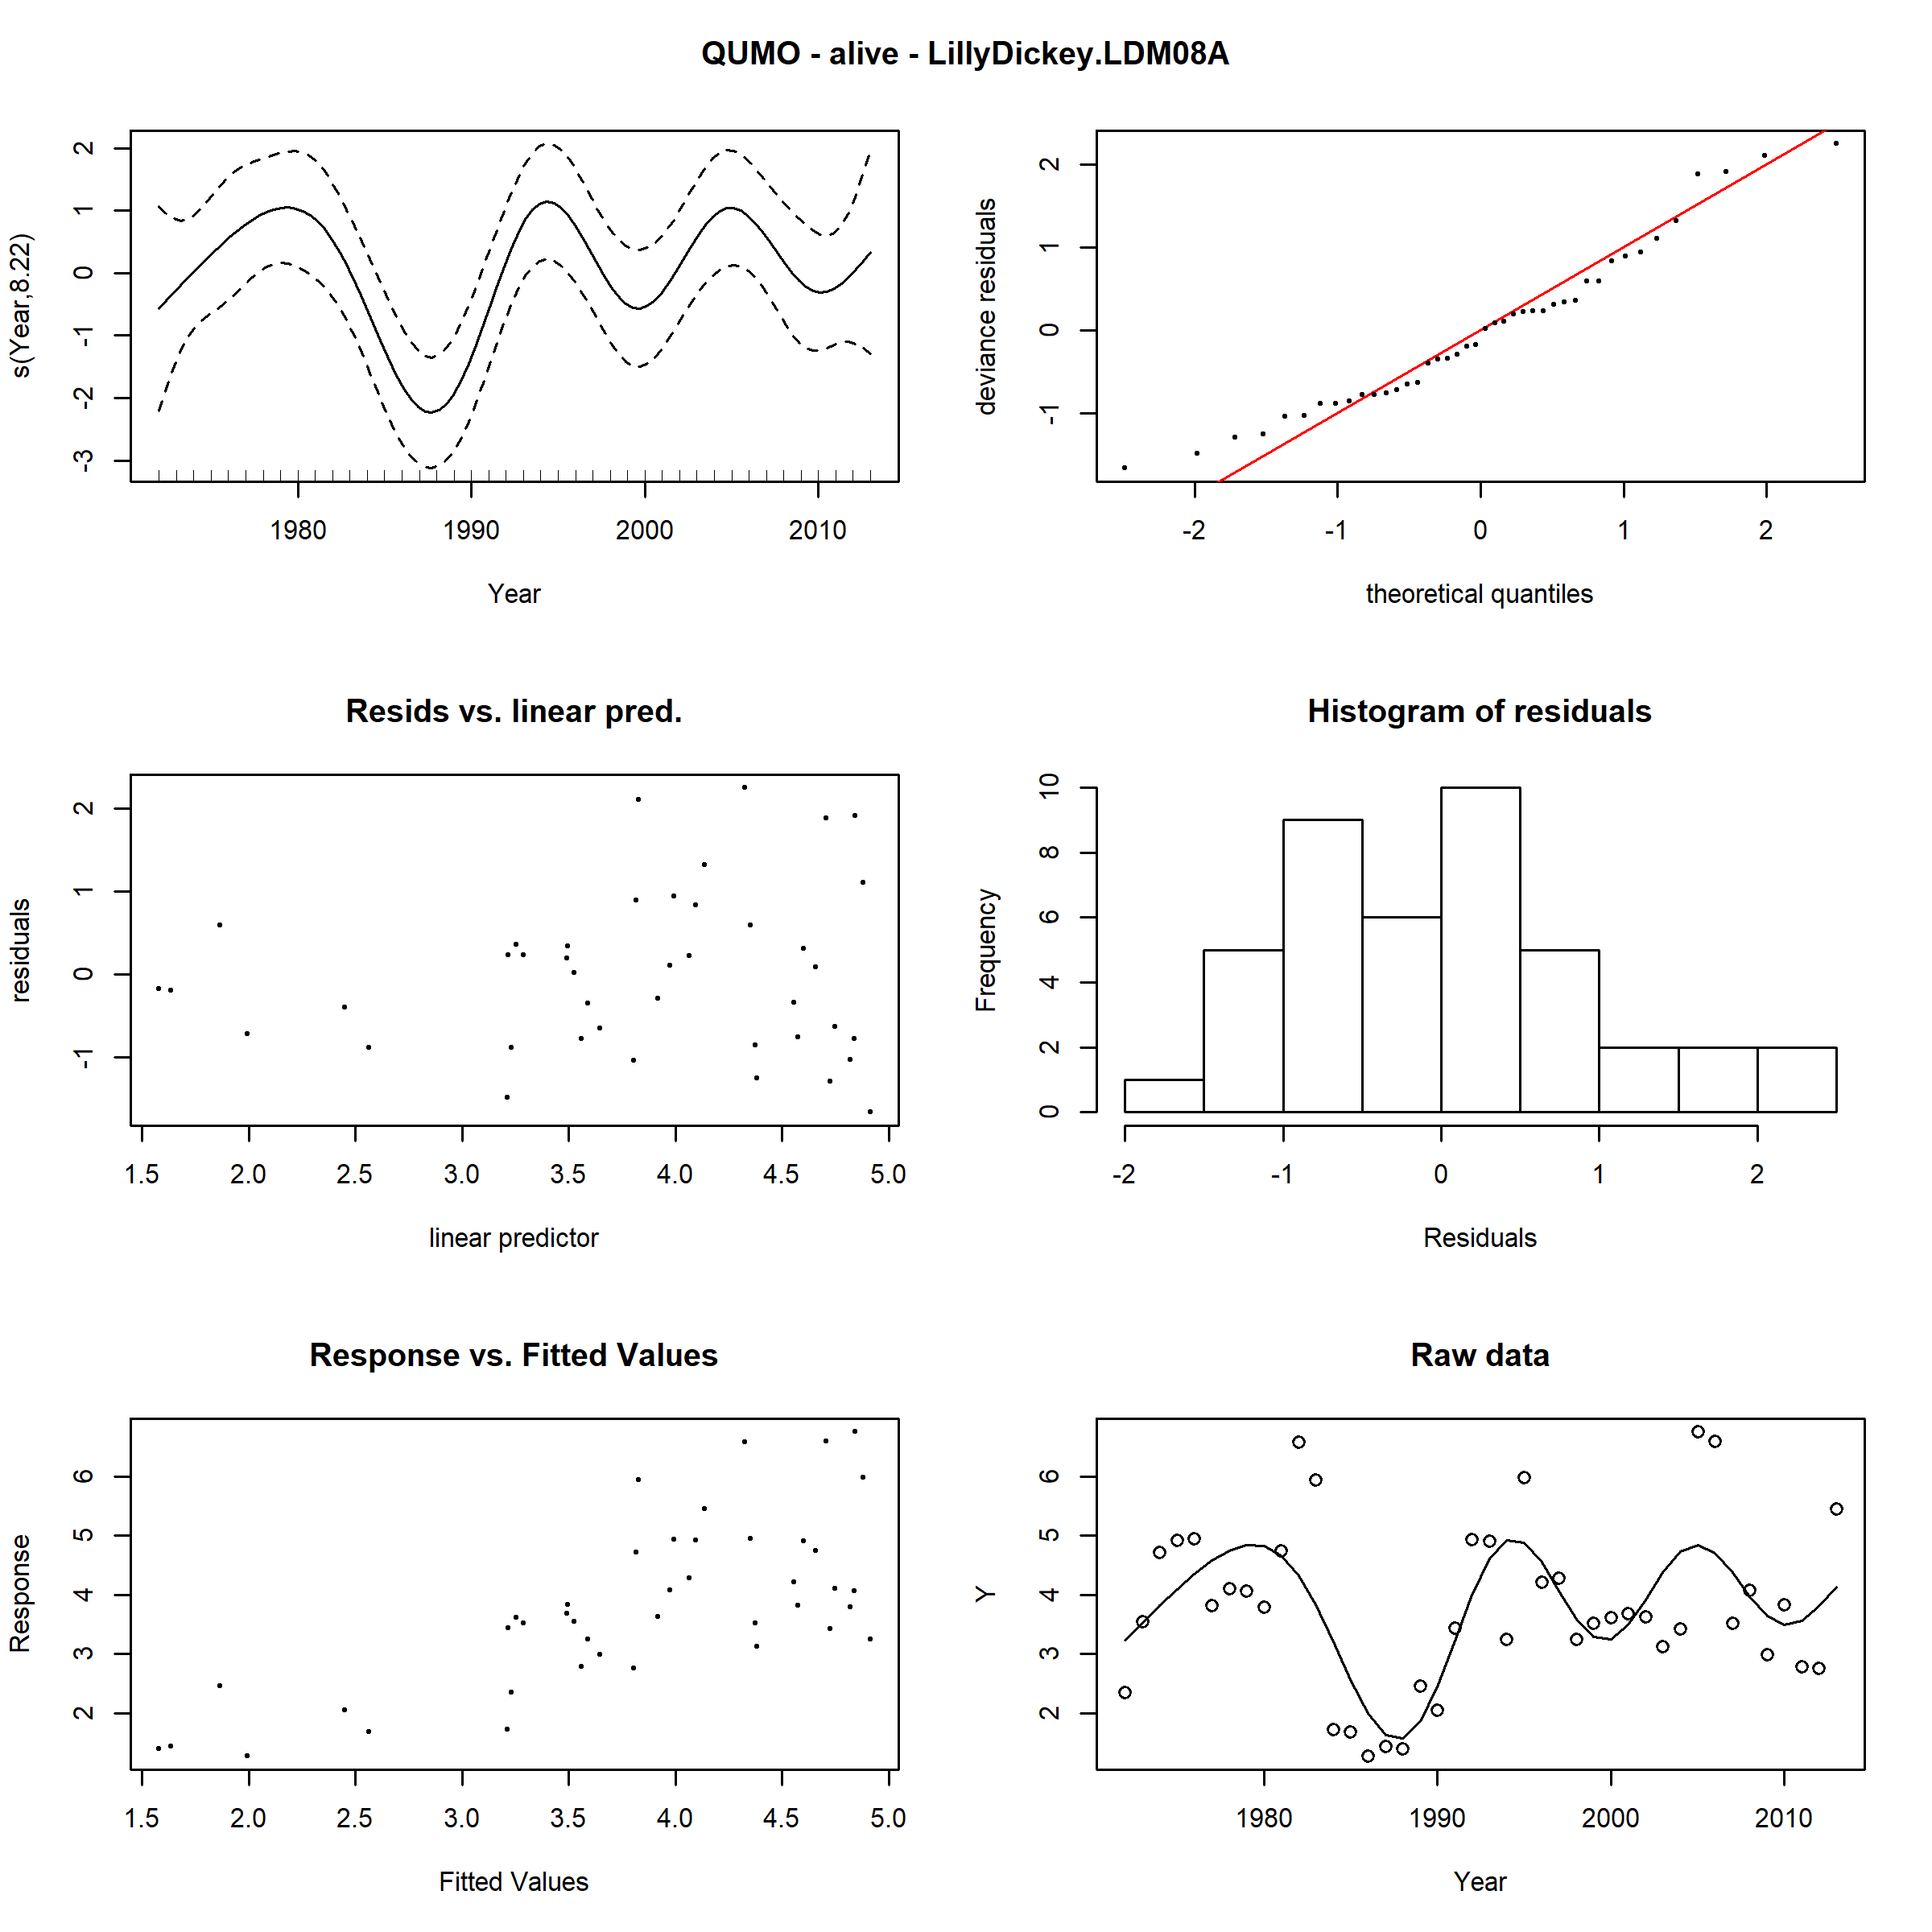 QUMO - alive - LillyDickey.LDM08A
s(Year,8.22)
2
1
0
-1
-2
-3
1980 1990 2000 2010
Year
deviance residuals
2
1
0
-1
-2 -1 0 1 2
theoretical quantiles
Resids vs. linear pred.
residuals
2
1
0
-1
1.5 2.0 2.5 3.0 3.5 4.0 4.5 5.0
linear predictor
Histogram of residuals
Frequency
10
8
6
4
2
0
-2 -1 0 1 2
Residuals
Response vs. Fitted Values
Response
6
5
4
3
2
1.5 2.0 2.5 3.0 3.5 4.0 4.5 5.0
Fitted Values
Raw data
Y
6
5
4
3
2
1980 1990 2000 2010
Year